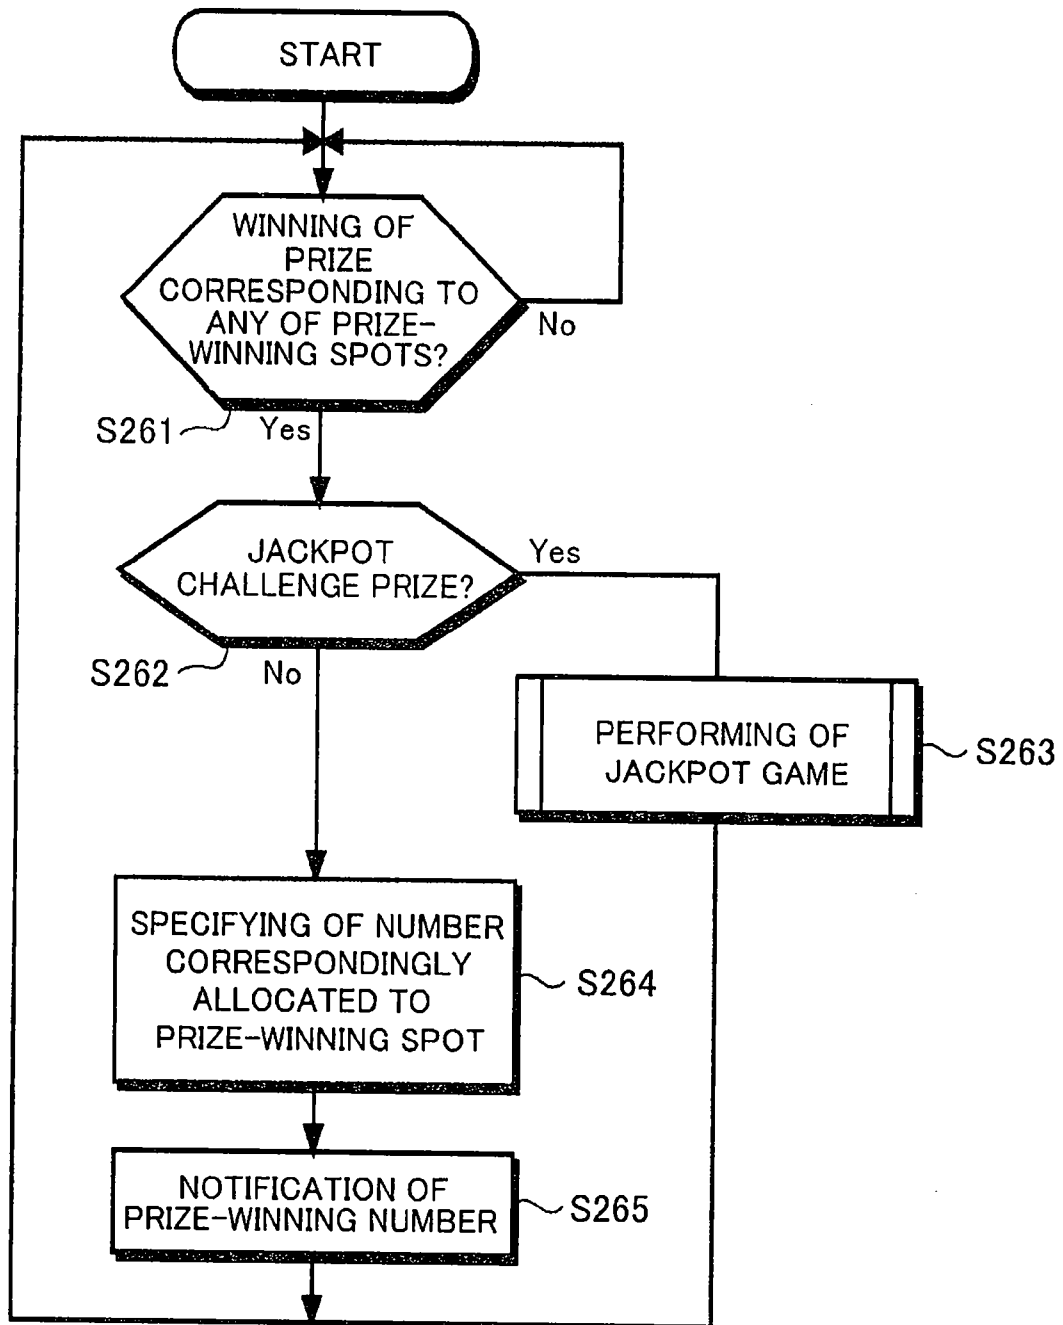 START
WINNING OF
PRIZE
CORRESPONDING TO
ANY OF PRIZE-
WINNING SPOTS?
No
S261
Yes
JACKPOT
CHALLENGE PRIZE?
Yes
S262
No
PERFORMING OF
JACKPOT GAME
S263
SPECIFYING OF NUMBER
CORRESPONDINGLY
ALLOCATED TO
PRIZE-WINNING SPOT
S264
NOTIFICATION OF
PRIZE-WINNING NUMBER
S265